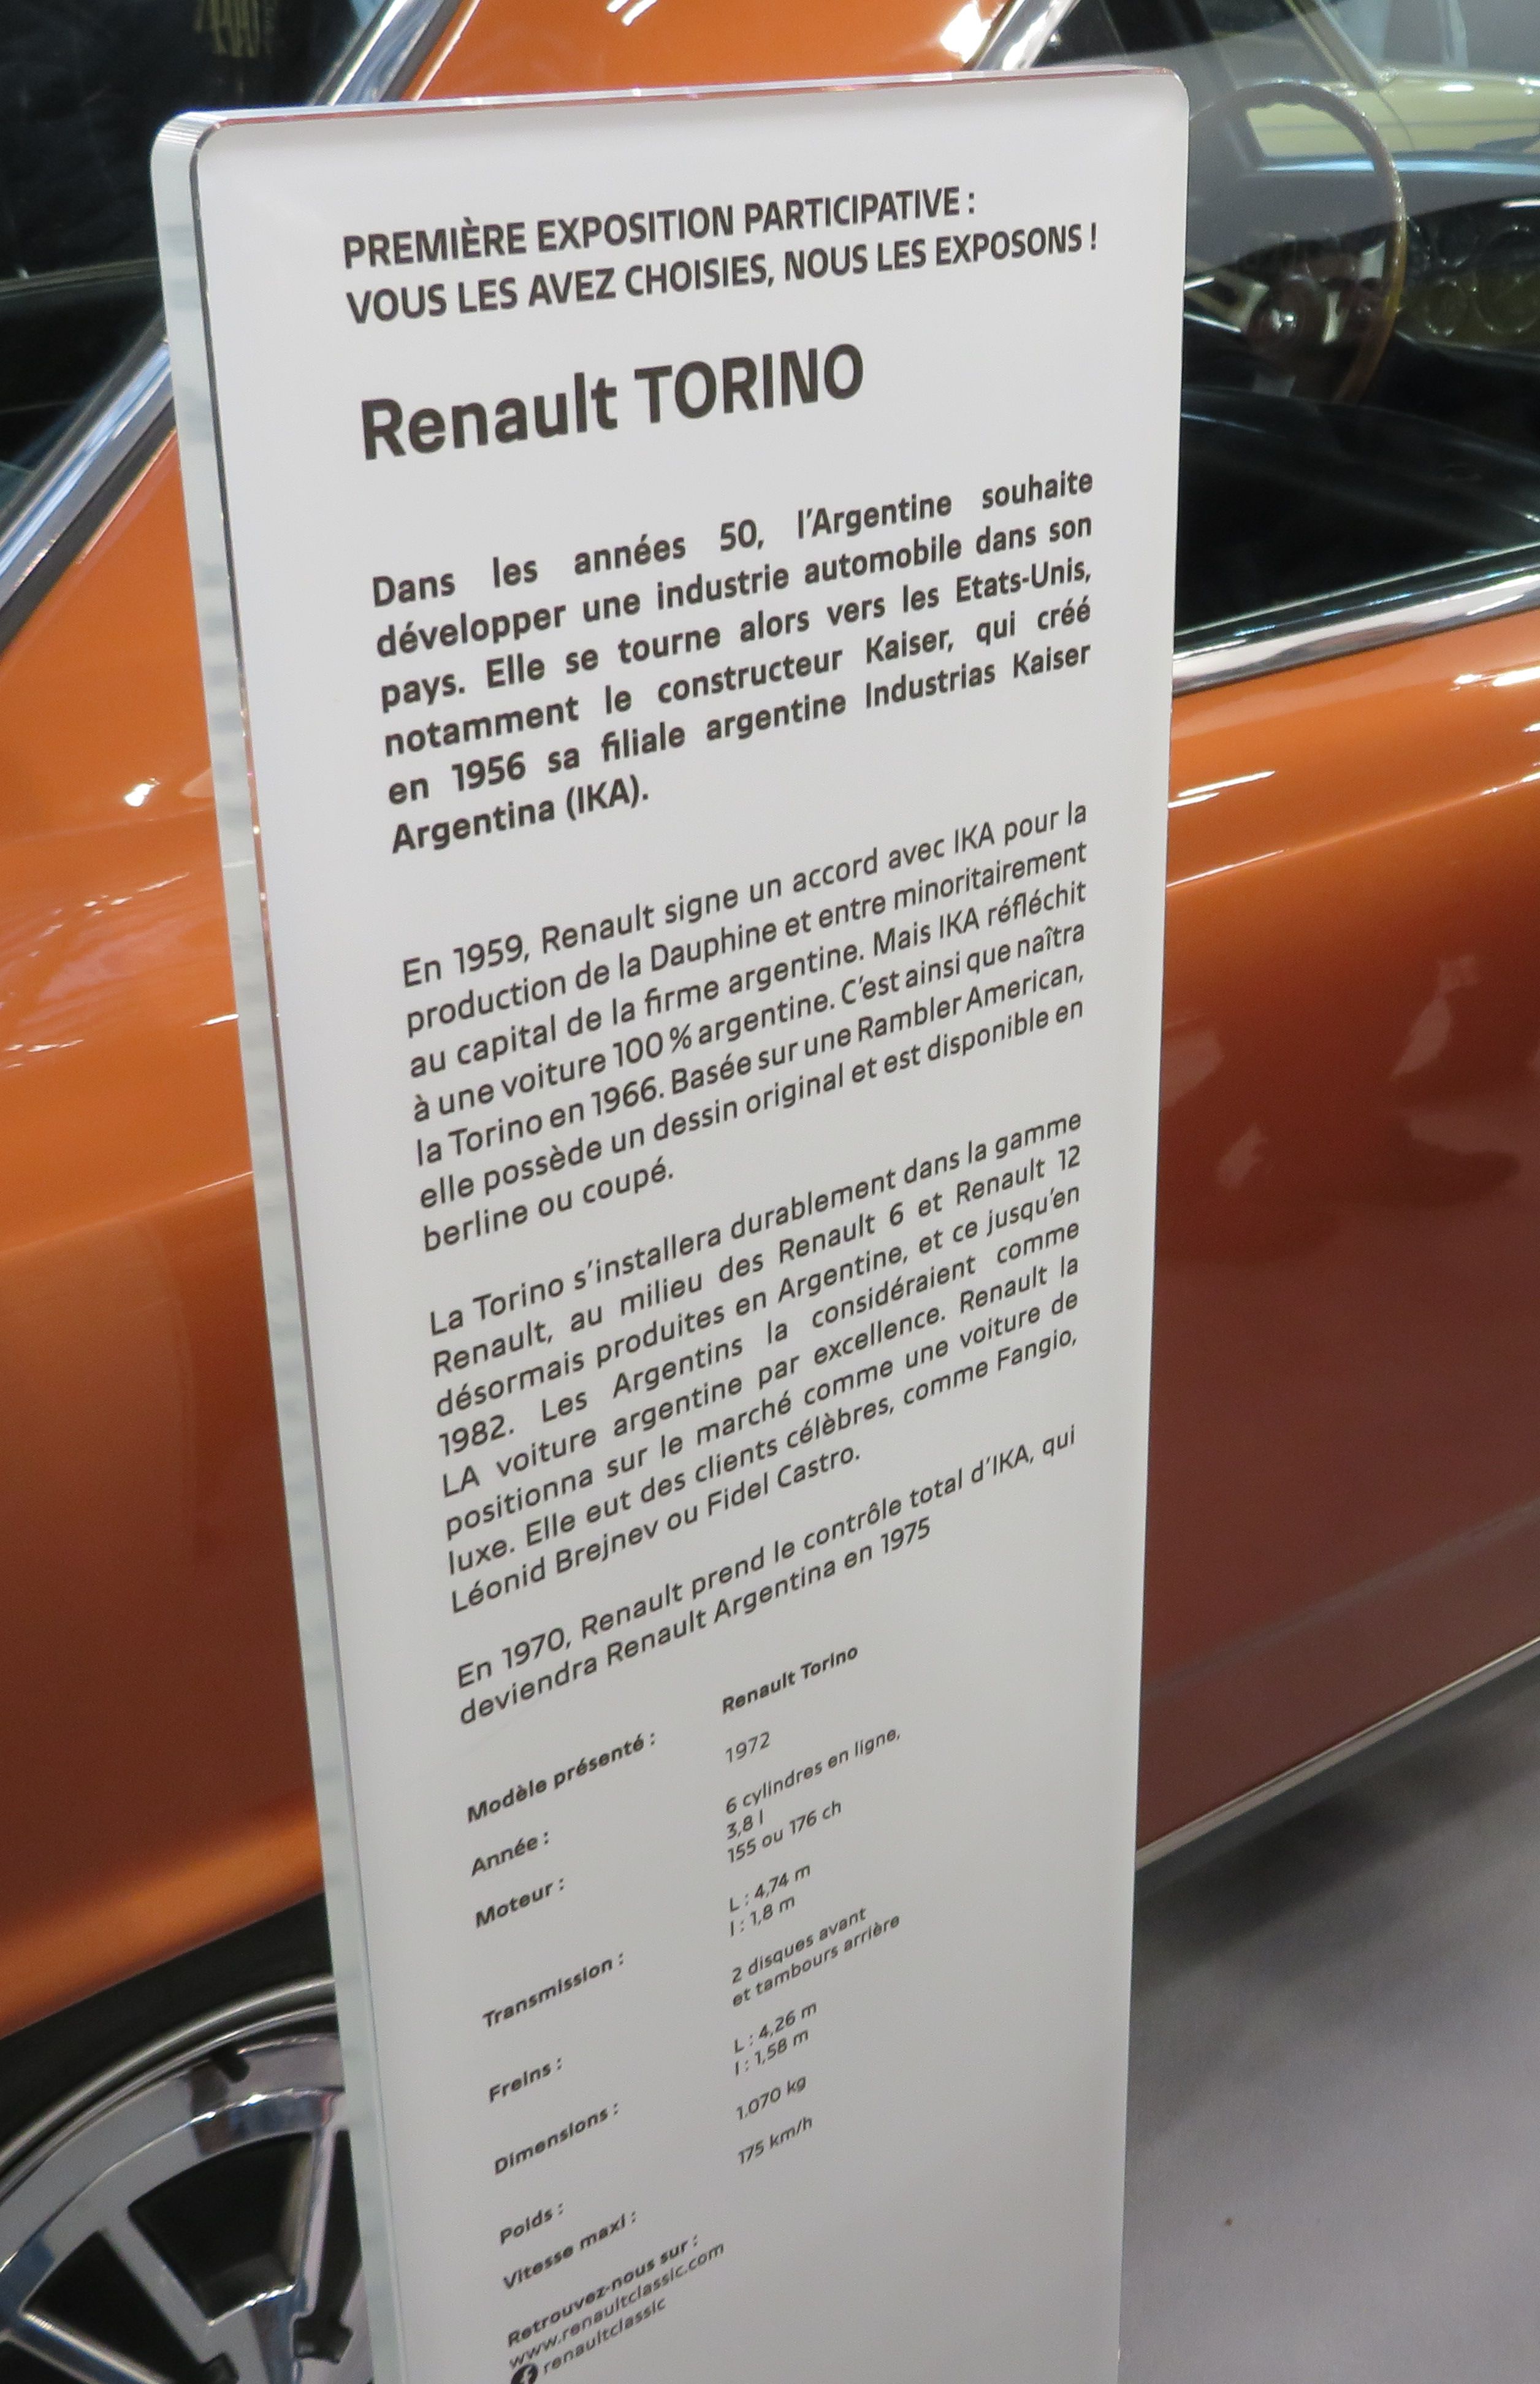 PREMIÈRE EXPOSITION PARTICIPATIVE :
VOUS LES AVEZ CHOISIES, NOUS LES EXPOSONS !
Renault TORINO
Dans les années 50, l'Argentine souhaite
développer une industrie automobile dans son
pays. Elle se tourne alors vers les Etats-Unis,
notamment le constructeur Kaiser, qui créé
en 1956 sa filiale argentine Industrias Kaiser
Argentina (IKA).
En 1959, Renault signe un accord avec IKA pour la
production de la Dauphine et entre minoritairement
au capital de la firme argentine. Mais IKA réfléchit
à une voiture 100 % argentine. C'est ainsi que naîtra
la Torino en 1966. Basée sur une Rambler American,
elle possède un dessin original et est disponible en
berline ou coupé.
La Torino s'installera durablement dans la gamme
Renault, au milieu des Renault 6 et Renault 12
désormais produites en Argentine, et ce jusqu'en
1982. Les Argentins la considéraient comme
LA voiture argentine par excellence. Renault la
positionna sur le marché comme une voiture de
luxe. Elle eut des clients célèbres, comme Fangio,
Léonid Brejnev ou Fidel Castro.
En 1970, Renault prend le contrôle total d'IKA, qui
deviendra Renault Argentina en 1975
Modèle présenté : Renault Torino
Année : 1972
Moteur : 6 cylindres en ligne,
3,8 l
155 ou 176 ch
Transmission : L : 4,74 m
l : 1,8 m
Freins : 2 disques avant
et tambours arrière
Dimensions : L : 4,26 m
l : 1,58 m
Poids : 1.070 kg
Vitesse maxi : 175 km/h
Retrouvez-nous sur :
www.renaultclassic.com
f renaultclassic